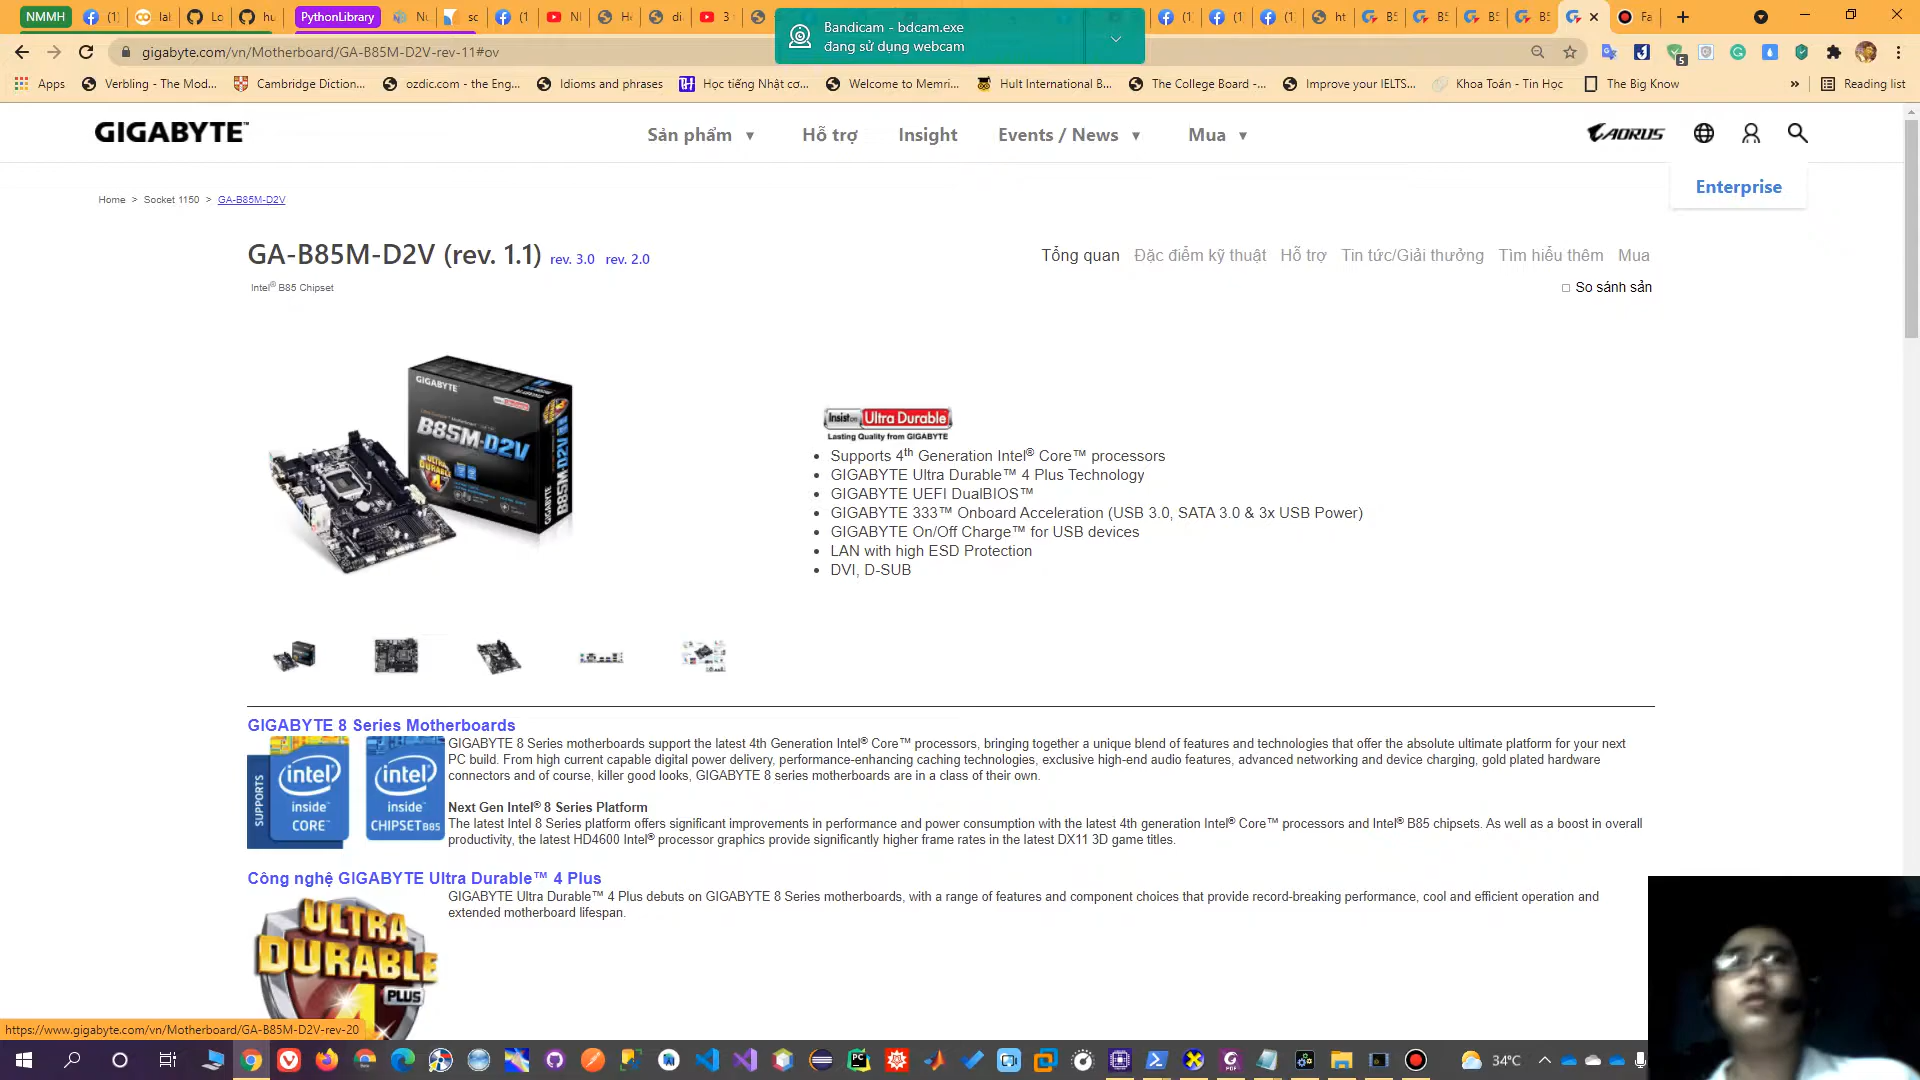 NMMH
PythonLibrary
Bandicam - bdcam.exe
đang sử dụng webcam
gigabyte.com/vn/Motherboard/GA-B85M-D2V-rev-11#ov
5
Apps
Verbling - The Mod...
Cambridge Diction...
ozdic.com - the Eng...
Idioms and phrases
Học tiếng Nhật cơ...
Welcome to Memri...
Hult International B...
The College Board -...
Improve your IELTS...
Khoa Toán - Tin Học
The Big Know
»
Reading list
GIGABYTE™
Sản phẩm ▼
Hỗ trợ
Insight
Events / News ▼
Mua ▼
AORUS
Enterprise
Home > Socket 1150 > GA-B85M-D2V
GA-B85M-D2V (rev. 1.1) rev. 3.0 rev. 2.0
Tổng quan Đặc điểm kỹ thuật Hỗ trợ Tin tức/Giải thưởng Tìm hiểu thêm Mua
Intel® B85 Chipset
So sánh sản
GIGABYTE
B85M-D2V
ULTRA DURABLE
B85M-D2V
Insist on Ultra Durable
Lasting Quality from GIGABYTE
• Supports 4th Generation Intel® Core™ processors
• GIGABYTE Ultra Durable™ 4 Plus Technology
• GIGABYTE UEFI DualBIOS™
• GIGABYTE 333™ Onboard Acceleration (USB 3.0, SATA 3.0 & 3x USB Power)
• GIGABYTE On/Off Charge™ for USB devices
• LAN with high ESD Protection
• DVI, D-SUB
GIGABYTE 8 Series Motherboards
SUPPORTS
intel
inside™
CORE™
intel
inside™
CHIPSET B85
GIGABYTE 8 Series motherboards support the latest 4th Generation Intel® Core™ processors, bringing together a unique blend of features and technologies that offer the absolute ultimate platform for your next
PC build. From high current capable digital power delivery, performance-enhancing caching technologies, exclusive high-end audio features, advanced networking and device charging, gold plated hardware
connectors and of course, killer good looks, GIGABYTE 8 series motherboards are in a class of their own.
Next Gen Intel® 8 Series Platform
The latest Intel 8 Series platform offers significant improvements in performance and power consumption with the latest 4th generation Intel® Core™ processors and Intel® B85 chipsets. As well as a boost in overall
productivity, the latest HD4600 Intel® processor graphics provide significantly higher frame rates in the latest DX11 3D game titles.
Công nghệ GIGABYTE Ultra Durable™ 4 Plus
GIGABYTE Ultra Durable™ 4 Plus debuts on GIGABYTE 8 Series motherboards, with a range of features and component choices that provide record-breaking performance, cool and efficient operation and
extended motherboard lifespan.
ULTRA
DURABLE
4
PLUS
https://www.gigabyte.com/vn/Motherboard/GA-B85M-D2V-rev-20
34°C